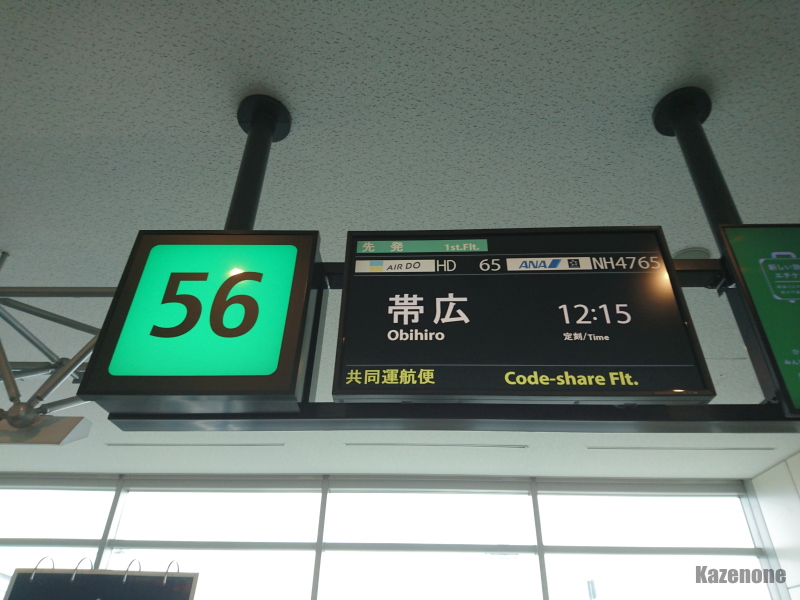 56
先発 1st.Flt.
AIR DO HD 65 ANA NH4765
帯広 12:15
Obihiro 定刻/Time
共同運航便 Code-share Flt.
Kazenone